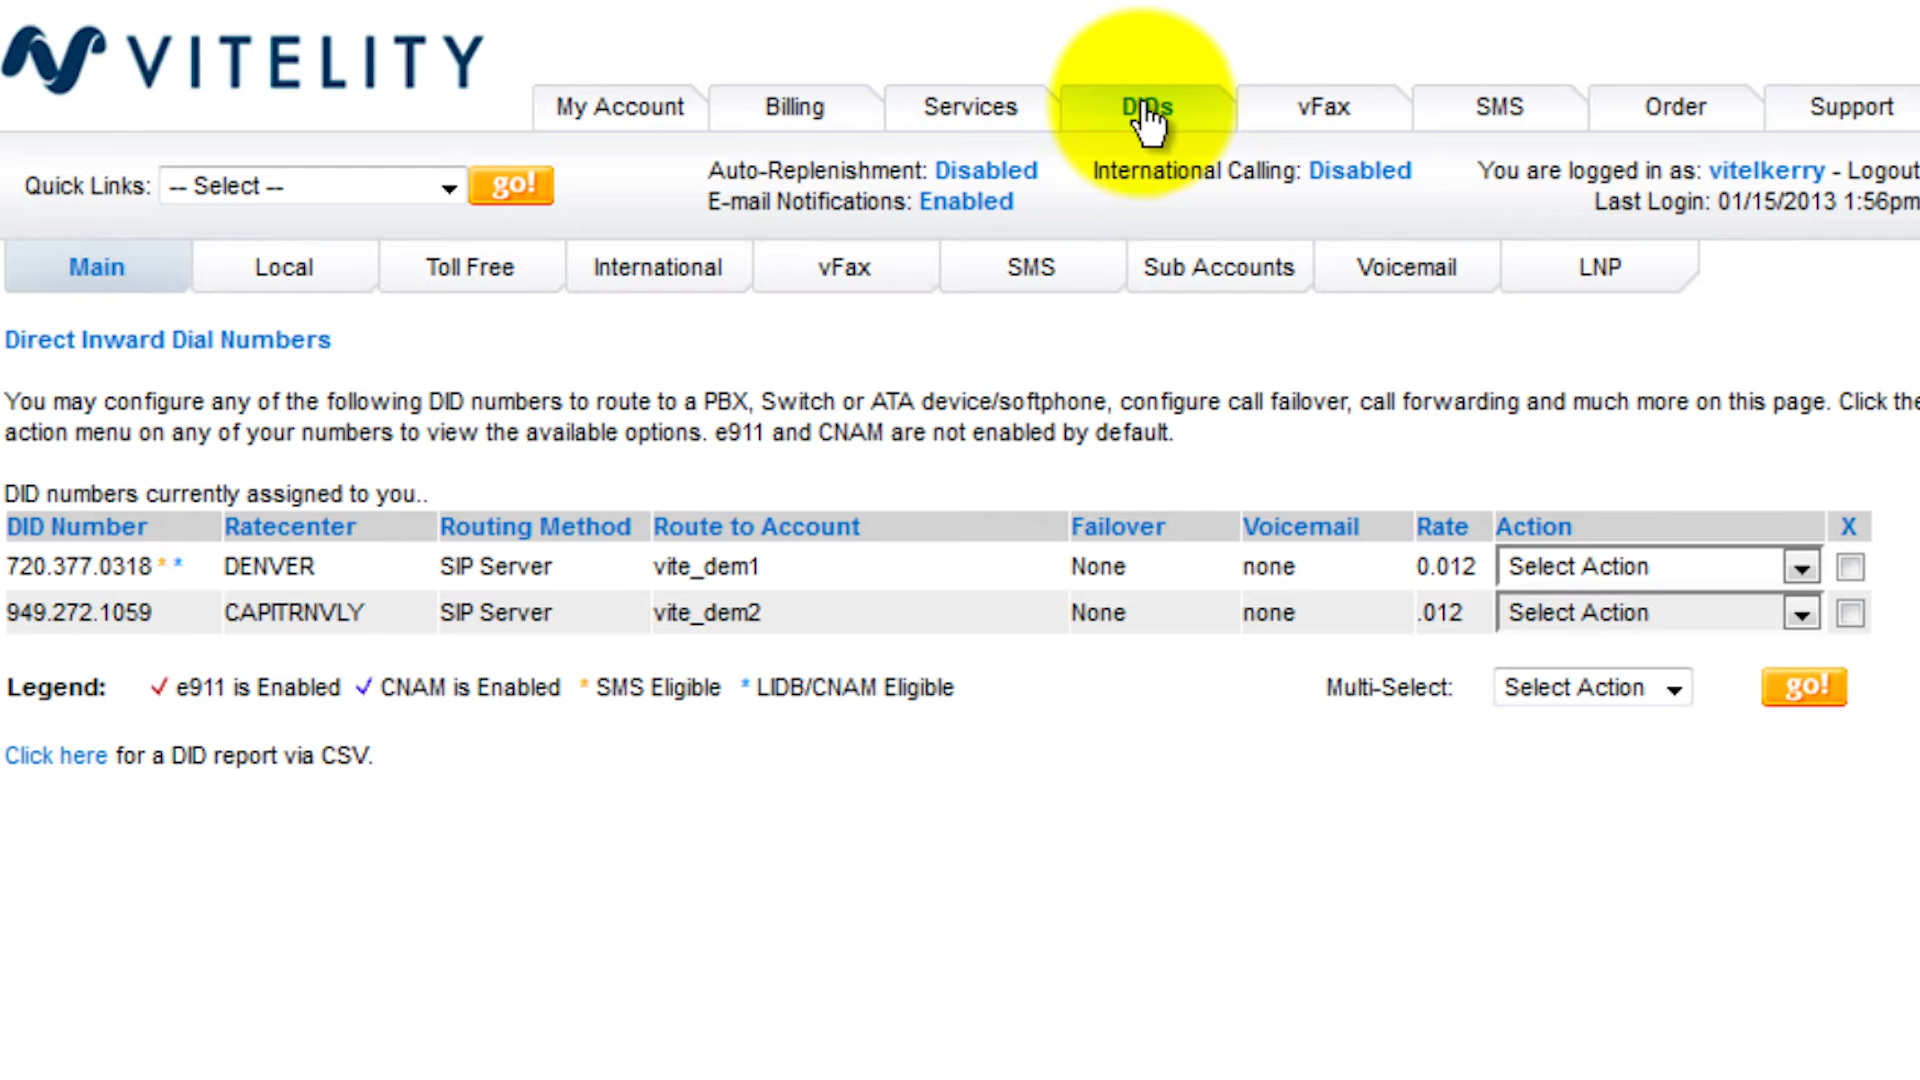 VITELITY
My Account Billing Services DIDs vFax SMS Order Support
Quick Links: -- Select -- go!
Auto-Replenishment: Disabled International Calling: Disabled You are logged in as: vitelkerry - Logout
E-mail Notifications: Enabled Last Login: 01/15/2013 1:56pm
Main Local Toll Free International vFax SMS Sub Accounts Voicemail LNP
Direct Inward Dial Numbers
You may configure any of the following DID numbers to route to a PBX, Switch or ATA device/softphone, configure call failover, call forwarding and much more on this page. Click the
action menu on any of your numbers to view the available options. e911 and CNAM are not enabled by default.
DID numbers currently assigned to you..
DID Number Ratecenter Routing Method Route to Account Failover Voicemail Rate Action X
720.377.0318 * * DENVER SIP Server vite_dem1 None none 0.012 Select Action
949.272.1059 CAPITRNVLY SIP Server vite_dem2 None none .012 Select Action
Legend: ✓ e911 is Enabled ✓ CNAM is Enabled * SMS Eligible * LIDB/CNAM Eligible Multi-Select: Select Action go!
Click here for a DID report via CSV.